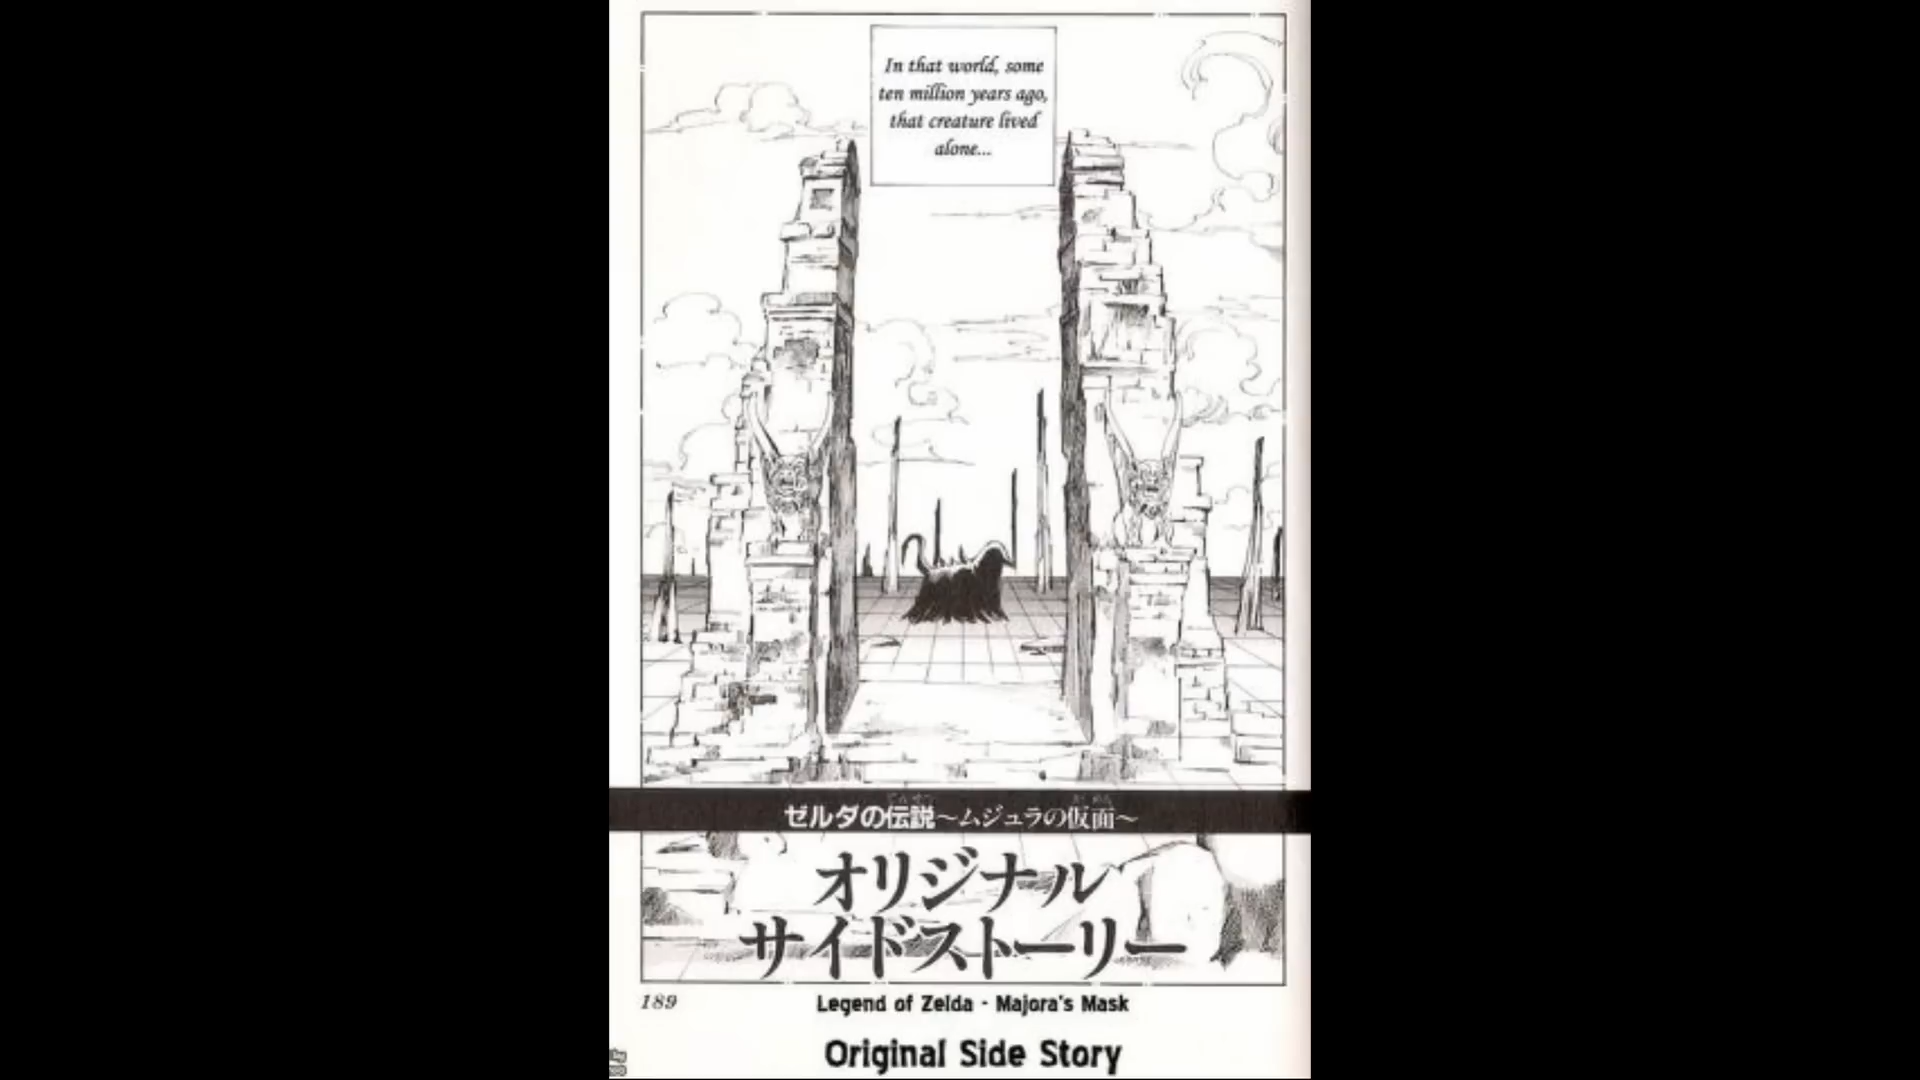 In that world, some
ten million years ago,
that creature lived
alone...
ゼルダの伝説～ムジュラの仮面～
オリジナル
サイドストーリー
189
Legend of Zelda - Majora's Mask
Original Side Story